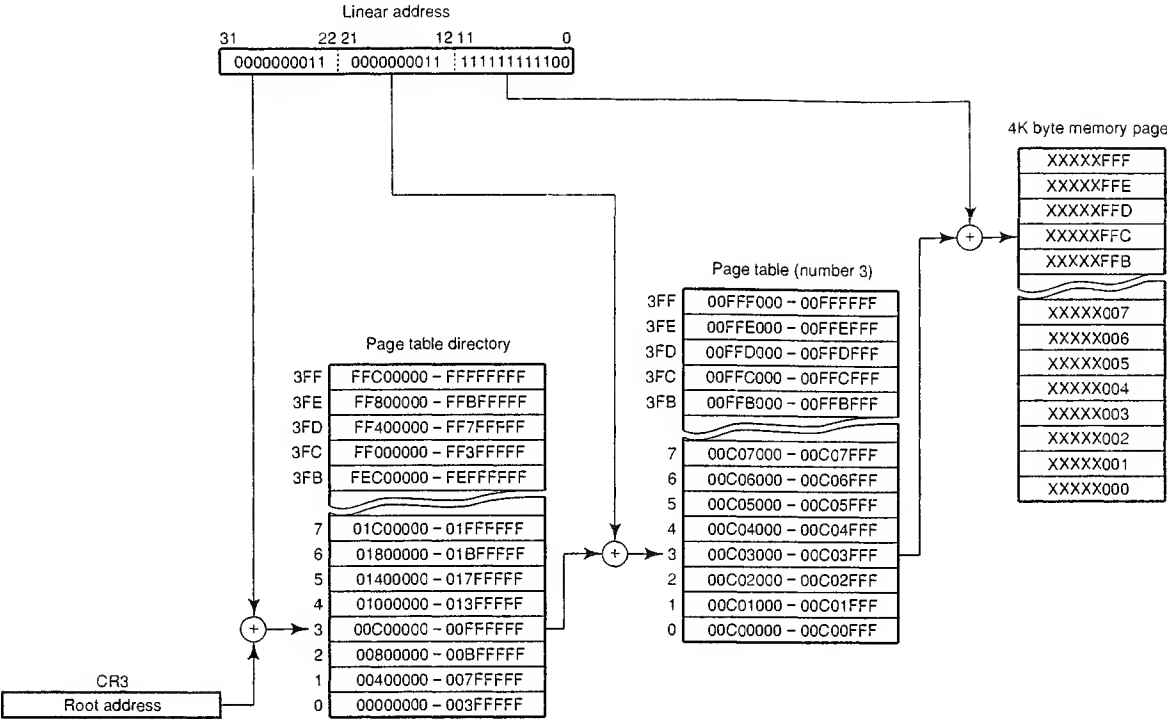 Linear address
31 22 21 12 11 0
0000000011 0000000011 111111111100
4K byte memory page
XXXXXFFF
XXXXXFFE
XXXXXFFD
XXXXXFFC
XXXXXFFB
XXXXX007
XXXXX006
XXXXX005
XXXXX004
XXXXX003
XXXXX002
XXXXX001
XXXXX000
+
Page table (number 3)
3FF 00FFF000 – 00FFFFFF
3FE 00FFE000 – 00FFEFFF
3FD 00FFD000 – 00FFDFFF
3FC 00FFC000 – 00FFCFFF
3FB 00FFB000 – 00FFBFFF
7 00C07000 – 00C07FFF
6 00C06000 – 00C06FFF
5 00C05000 – 00C05FFF
4 00C04000 – 00C04FFF
3 00C03000 – 00C03FFF
2 00C02000 – 00C02FFF
1 00C01000 – 00C01FFF
0 00C00000 – 00C00FFF
+
Page table directory
3FF FFC00000 – FFFFFFFF
3FE FF800000 – FFBFFFFF
3FD FF400000 – FF7FFFFF
3FC FF000000 – FF3FFFFF
3FB FEC00000 – FEFFFFFF
7 01C00000 – 01FFFFFF
6 01800000 – 01BFFFFF
5 01400000 – 017FFFFF
4 01000000 – 013FFFFF
3 00C00000 – 00FFFFFF
2 00800000 – 00BFFFFF
1 00400000 – 007FFFFF
0 00000000 – 003FFFFF
+
CR3
Root address